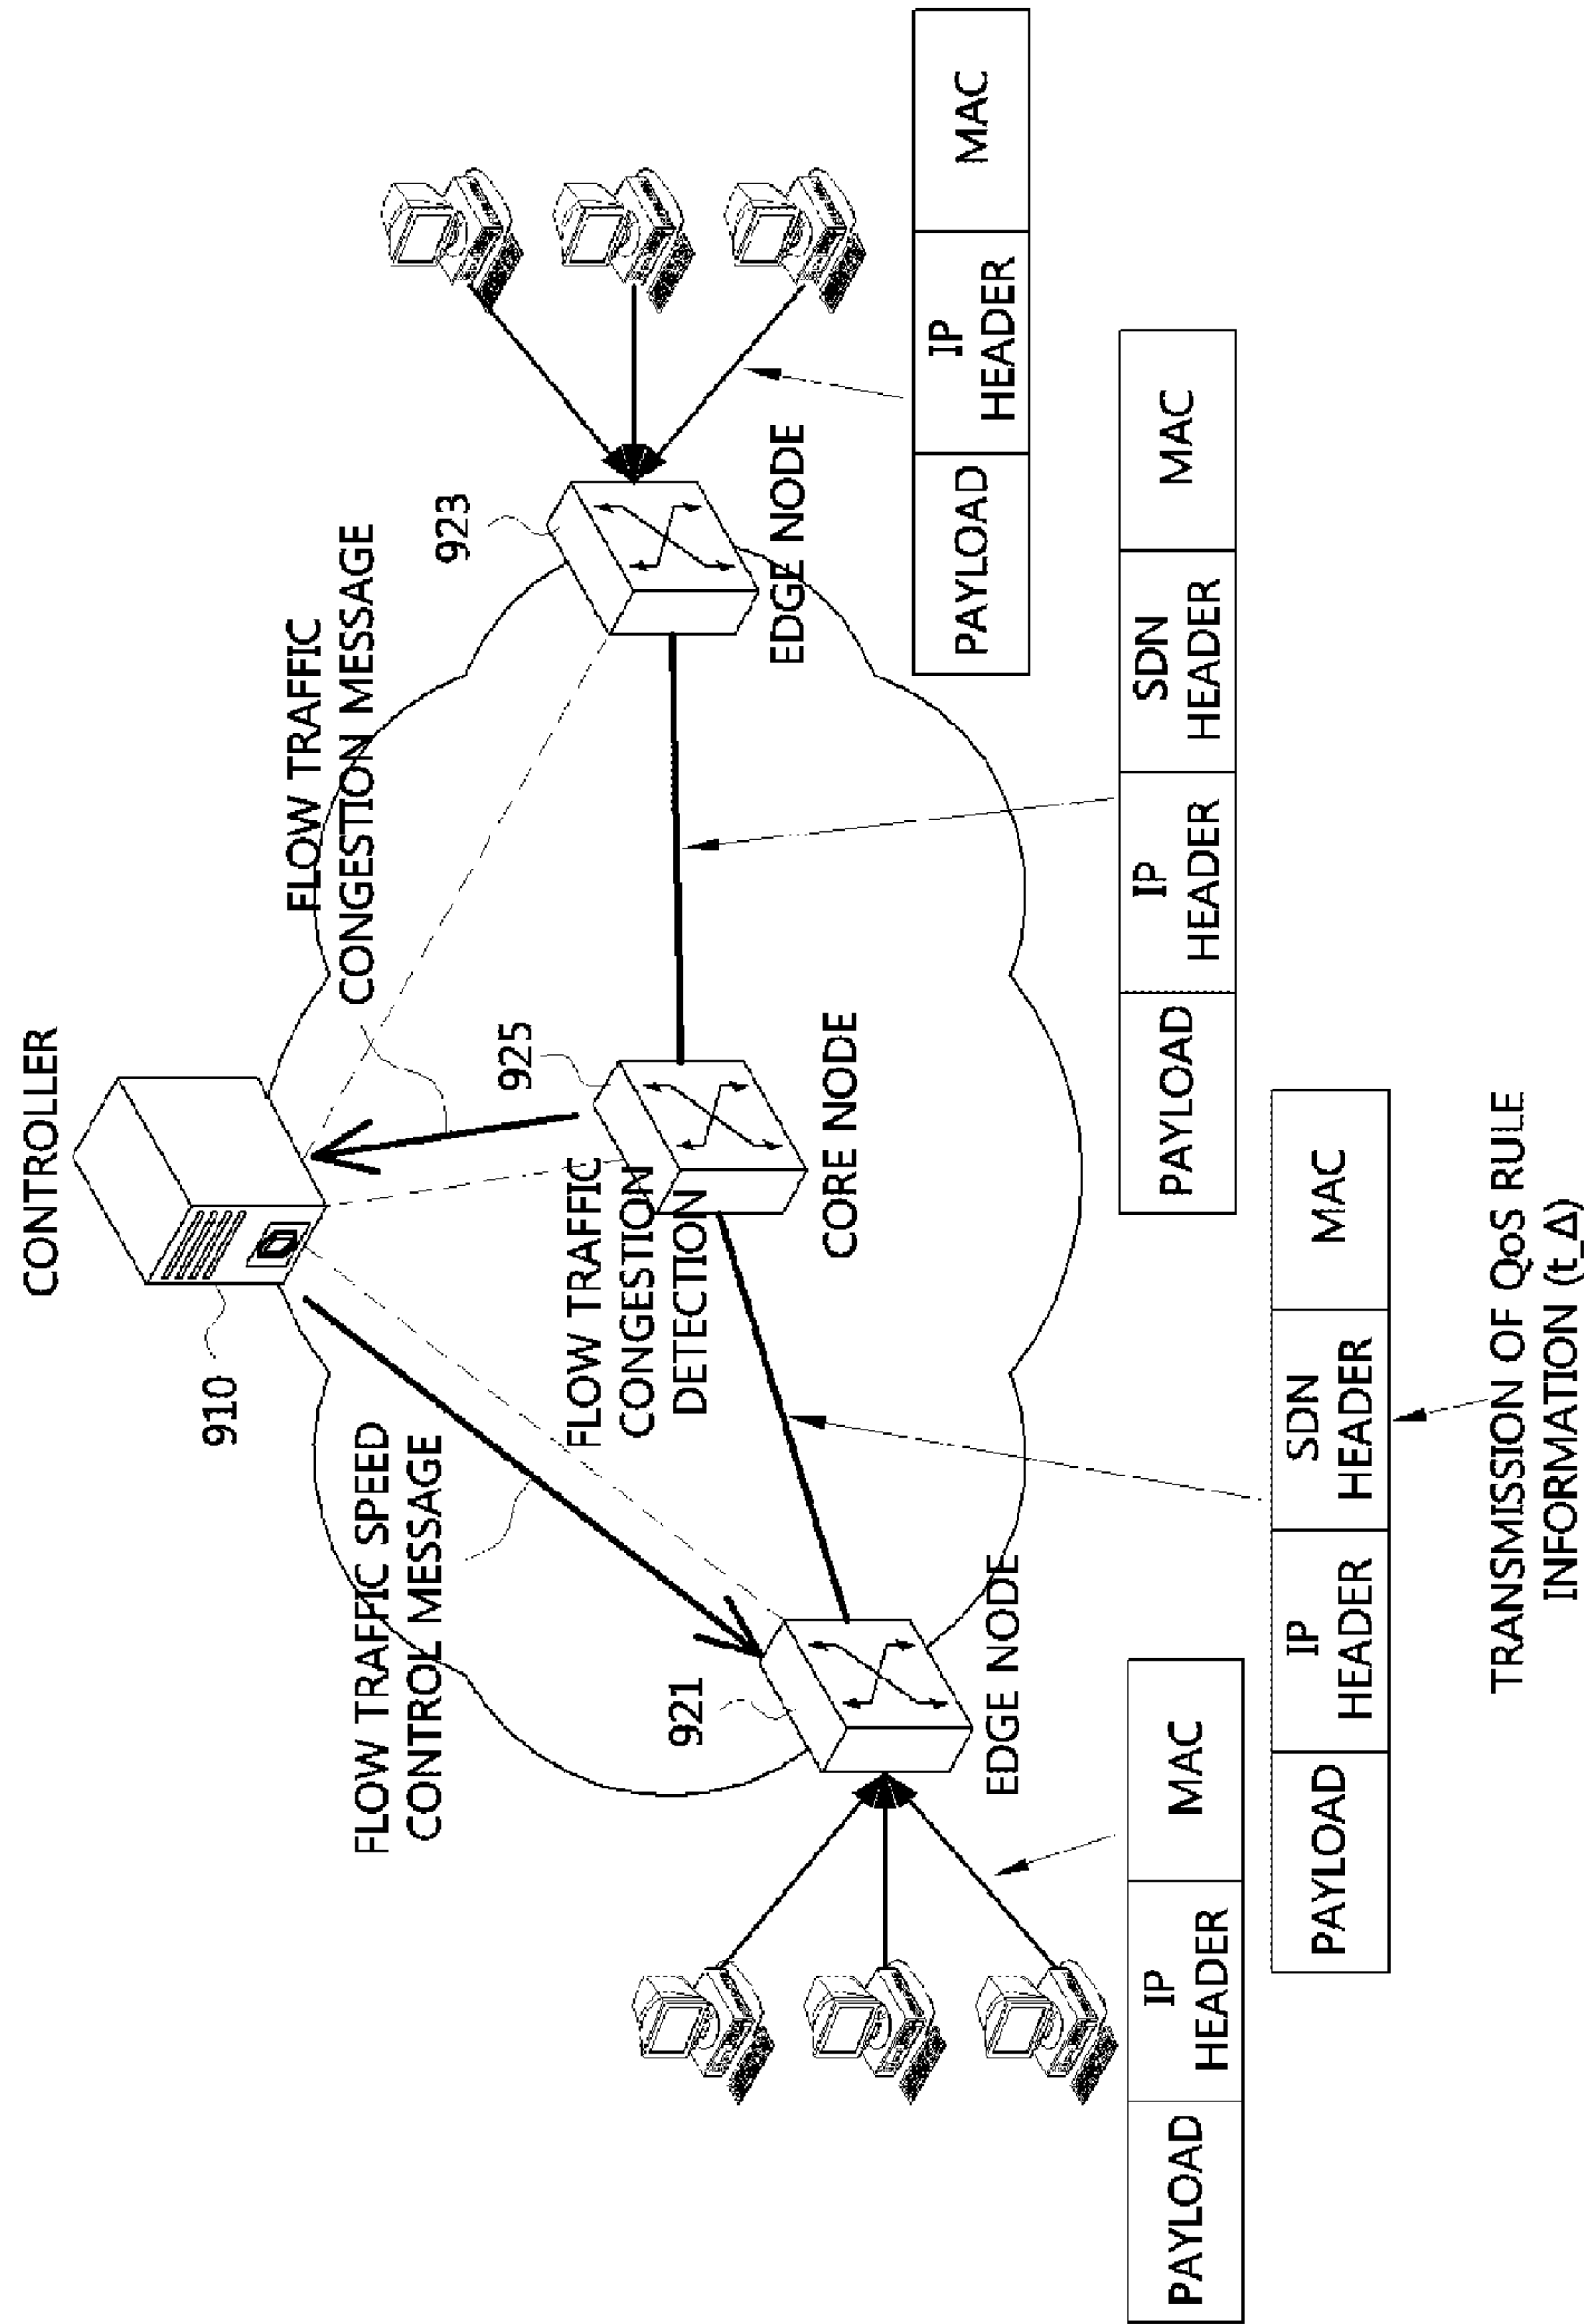 CONTROLLER
910
FLOW TRAFFIC
CONGESTION MESSAGE
FLOW TRAFFIC SPEED
CONTROL MESSAGE
923
925
FLOW TRAFFIC
CONGESTION
DETECTION
921
EDGE NODE
CORE NODE
EDGE NODE
PAYLOAD
IP
HEADER
MAC
PAYLOAD
IP
HEADER
SDN
HEADER
MAC
PAYLOAD
IP
HEADER
MAC
PAYLOAD
IP
HEADER
SDN
HEADER
MAC
TRANSMISSION OF QoS RULE
INFORMATION (t_Δ)